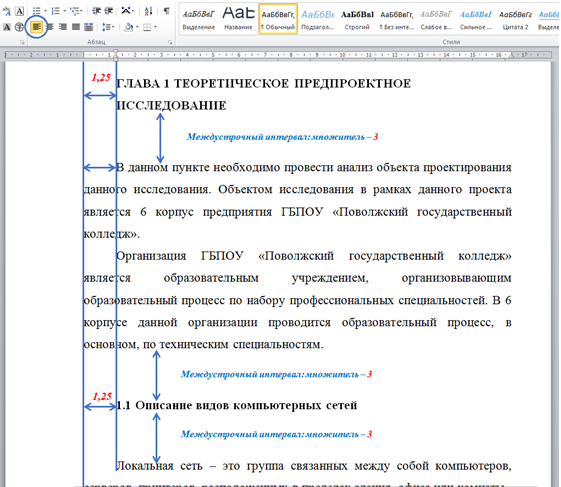 АаБбВвГ АаБ АаБбВвГг, АаБбВвГ АаБбВвI АаБбВвГг, АаБбВвГ АаБбВвГ АаБбВвГг АаБбВвГ
Выделение Название ¶ Обычный Подзагол... Строгий ¶ Без инте... Слабое в... Сильное ... Цитата 2 Выделе
Абзац Стили
1,25 ГЛАВА 1 ТЕОРЕТИЧЕСКОЕ ПРЕДПРОЕКТНОЕ
ИССЛЕДОВАНИЕ
Междустрочный интервал: множитель – 3
В данном пункте необходимо провести анализ объекта проектирования
данного исследования. Объектом исследования в рамках данного проекта
является 6 корпус предприятия ГБПОУ «Поволжский государственный
колледж».
Организация ГБПОУ «Поволжский государственный колледж»
является образовательным учреждением, организовывающим
образовательный процесс по набору профессиональных специальностей. В 6
корпусе данной организации проводится образовательный процесс, в
основном, по техническим специальностям.
Междустрочный интервал: множитель – 3
1,25 1.1 Описание видов компьютерных сетей
Междустрочный интервал: множитель – 3
Локальная сеть – это группа связанных между собой компьютеров,